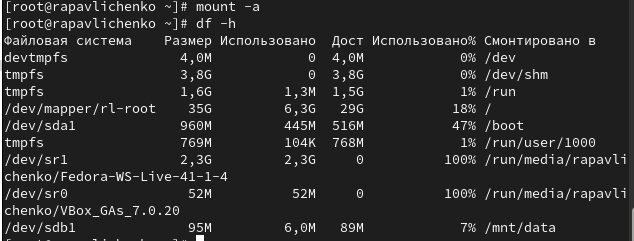 [root@rapavlichenko ~]# mount -a
[root@rapavlichenko ~]# df -h
Файловая система Размер Использовано Дост Использовано% Смонтировано в
devtmpfs 4,0M 0 4,0M 0% /dev
tmpfs 3,8G 0 3,8G 0% /dev/shm
tmpfs 1,6G 1,3M 1,5G 1% /run
/dev/mapper/rl-root 35G 6,3G 29G 18% /
/dev/sda1 960M 445M 516M 47% /boot
tmpfs 769M 104K 768M 1% /run/user/1000
/dev/sr1 2,3G 2,3G 0 100% /run/media/rapavli
chenko/Fedora-WS-Live-41-1-4
/dev/sr0 52M 52M 0 100% /run/media/rapavli
chenko/VBox_GAs_7.0.20
/dev/sdb1 95M 6,0M 89M 7% /mnt/data
[root@rapavlichenko ~]#